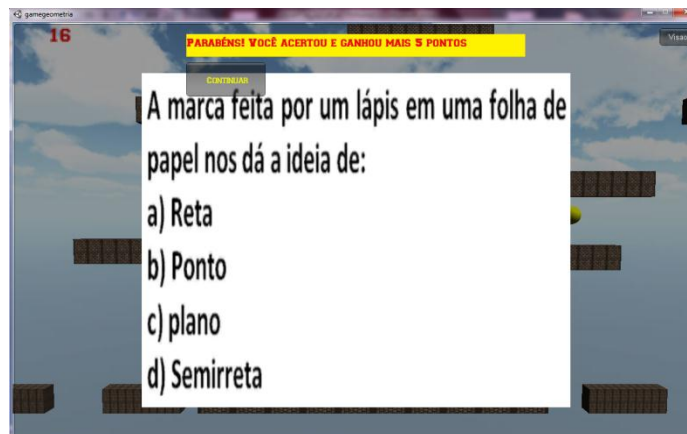 gamegeometria
16
PARABÉNS! VOCÊ ACERTOU E GANHOU MAIS 5 PONTOS
Visao
CONTINUAR
A marca feita por um lápis em uma folha de
papel nos dá a ideia de:
a) Reta
b) Ponto
c) plano
d) Semirreta